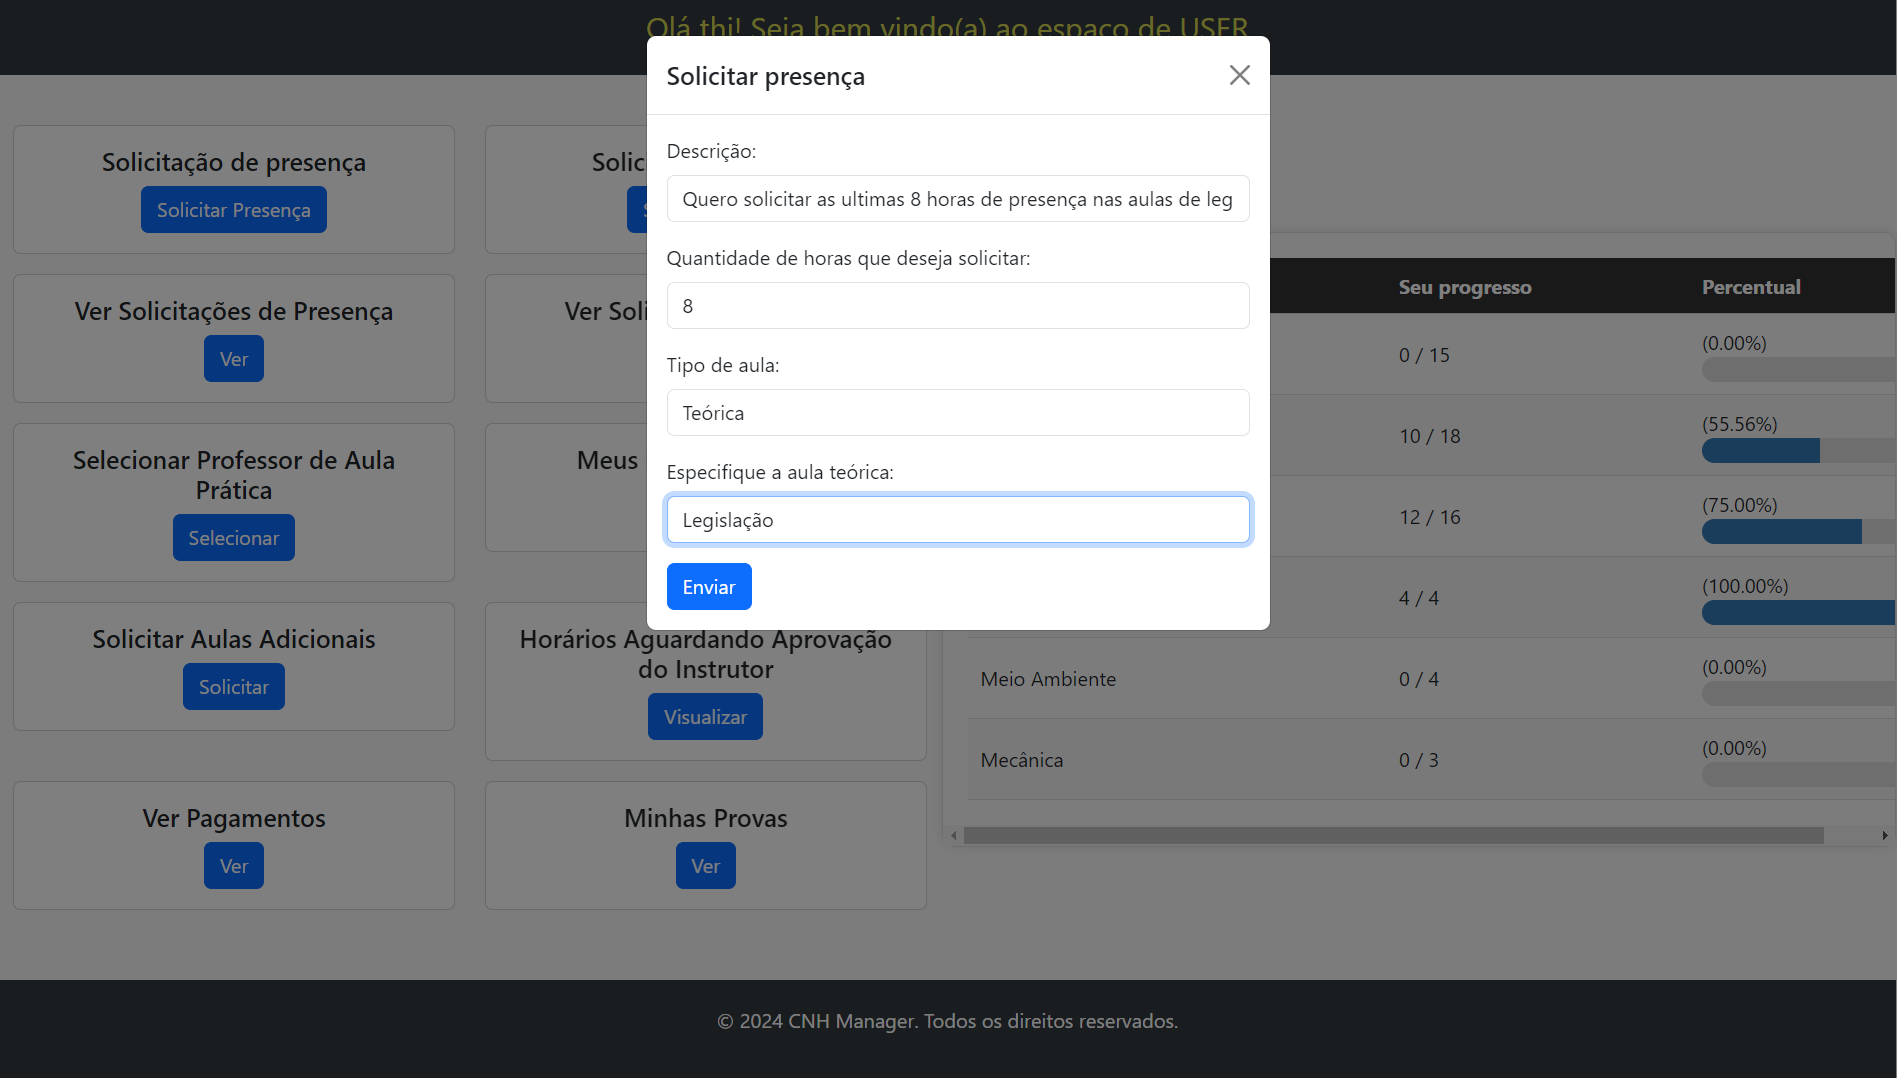 Olá thi! Seja bem vindo(a) ao espaço de USER
Solicitar presença
Descrição:
Quero solicitar as ultimas 8 horas de presença nas aulas de leg
Quantidade de horas que deseja solicitar:
8
Tipo de aula:
Teórica
Especifique a aula teórica:
Legislação
Enviar
Solicitação de presença
Solicitar Presença
Ver Solicitações de Presença
Ver
Selecionar Professor de Aula
Prática
Selecionar
Meus
Solicitar Aulas Adicionais
Solicitar
Horários Aguardando Aprovação
do Instrutor
Visualizar
Ver Pagamentos
Ver
Minhas Provas
Ver
Seu progresso Percentual
0 / 15 (0.00%)
10 / 18 (55.56%)
12 / 16 (75.00%)
4 / 4 (100.00%)
Meio Ambiente 0 / 4 (0.00%)
Mecânica 0 / 3 (0.00%)
© 2024 CNH Manager. Todos os direitos reservados.